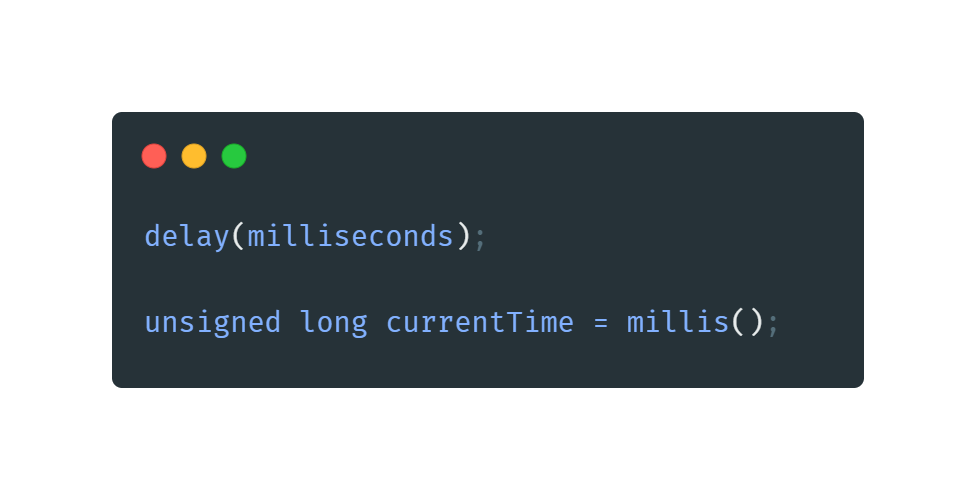 delay(milliseconds);
unsigned long currentTime = millis();